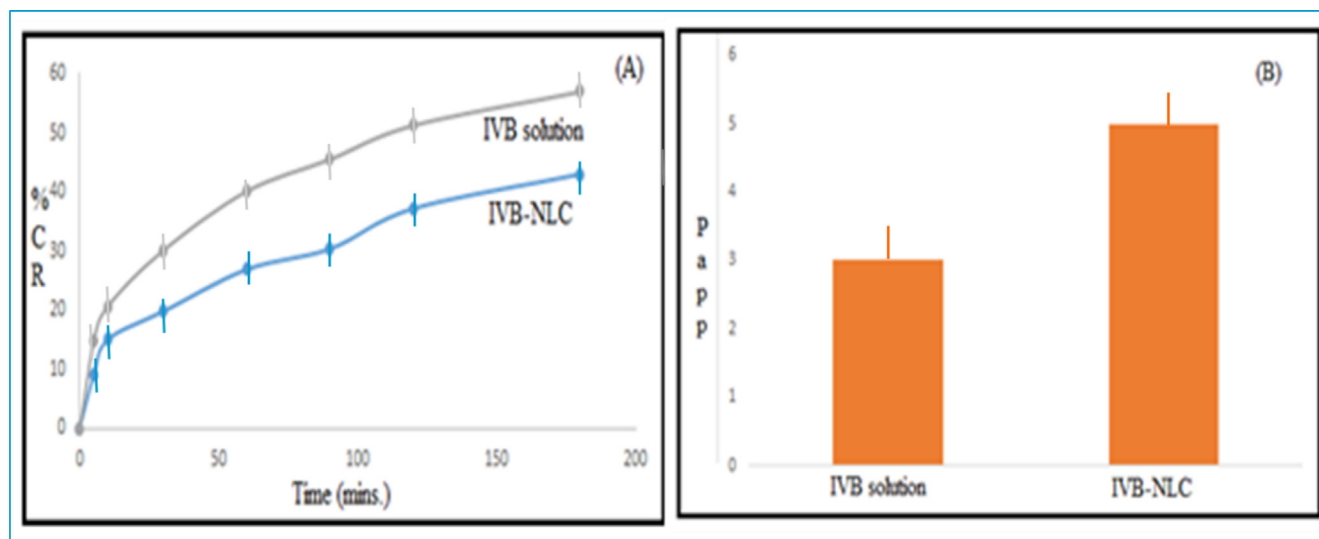 (A)
60
50
40
30
20
10
0
%
C
R
IVB solution
IVB-NLC
0 50 100 150 200
Time (mins.)
(B)
6
5
4
3
2
1
0
P
a
p
p
IVB solution IVB-NLC